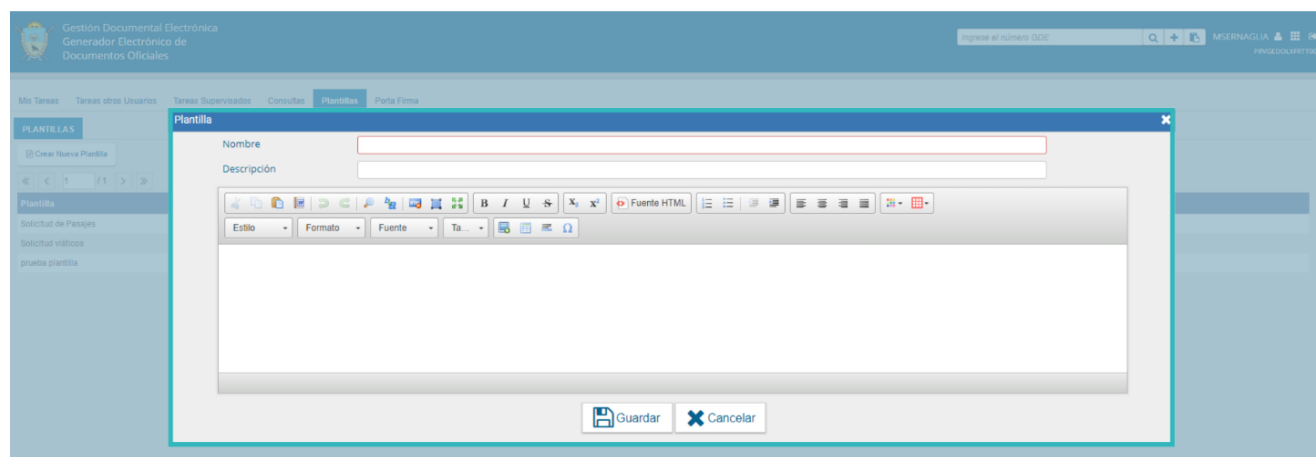 Gestión Documental Electrónica
Generador Electrónico de
Documentos Oficiales
Ingrese el número GDE
MSERNAGLIA
Mis Tareas Tareas otros Usuarios Tareas Supervisados Consultas Plantillas Porta Firma
PLANTILLAS
Crear Nueva Plantilla
1 /1
Plantilla
Solicitud de Pasajes
Solicitud viáticos
prueba plantilla
Plantilla
Nombre
Descripción
B I U S X₂ X² Fuente HTML
Estilo Formato Fuente Ta... Ω
Guardar Cancelar